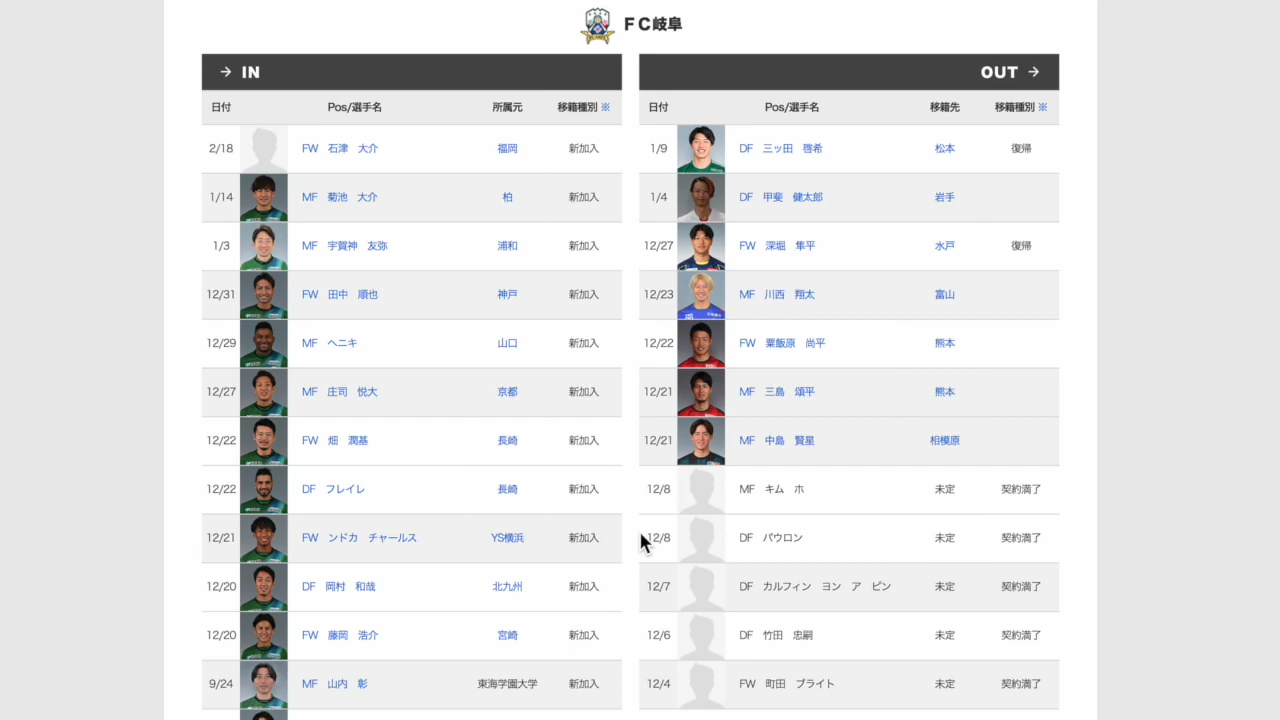 FC岐阜
→ IN
日付 Pos/選手名 所属元 移籍種別 ※
2/18 FW 石津 大介 福岡 新加入
1/14 MF 菊池 大介 柏 新加入
1/3 MF 宇賀神 友弥 浦和 新加入
12/31 FW 田中 順也 神戸 新加入
12/29 MF ヘニキ 山口 新加入
12/27 MF 庄司 悦大 京都 新加入
12/22 FW 畑 潤基 長崎 新加入
12/22 DF フレイレ 長崎 新加入
12/21 FW ンドカ チャールス YS横浜 新加入
12/20 DF 岡村 和哉 北九州 新加入
12/20 FW 藤岡 浩介 宮崎 新加入
9/24 MF 山内 彰 東海学園大学 新加入
OUT →
日付 Pos/選手名 移籍先 移籍種別 ※
1/9 DF 三ッ田 啓希 松本 復帰
1/4 DF 甲斐 健太郎 岩手
12/27 FW 深堀 隼平 水戸 復帰
12/23 MF 川西 翔太 富山
12/22 FW 粟飯原 尚平 熊本
12/21 MF 三島 頌平 熊本
12/21 MF 中島 賢星 相模原
12/8 MF キム ホ 未定 契約満了
12/8 DF パウロン 未定 契約満了
12/7 DF カルフィン ヨン ア ピン 未定 契約満了
12/6 DF 竹田 忠嗣 未定 契約満了
12/4 FW 町田 ブライト 未定 契約満了